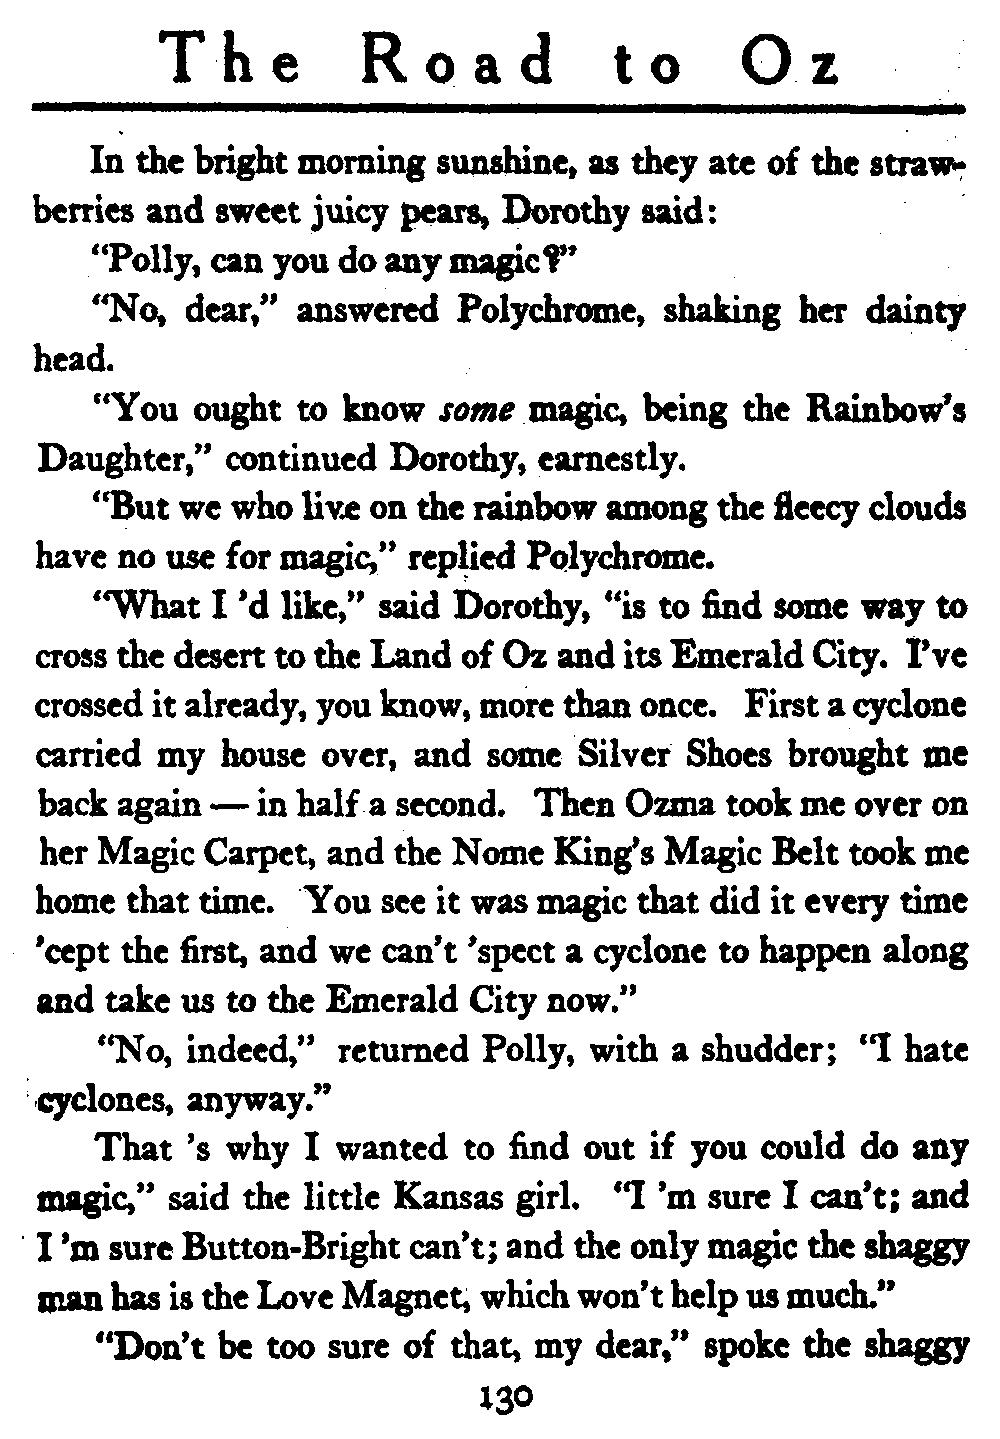 The Road to Oz
In the bright morning sunshine, as they ate of the straw-
berries and sweet juicy pears, Dorothy said:
“Polly, can you do any magic?”
“No, dear,” answered Polychrome, shaking her dainty
head.
“You ought to know some magic, being the Rainbow’s
Daughter,” continued Dorothy, earnestly.
“But we who live on the rainbow among the fleecy clouds
have no use for magic,” replied Polychrome.
“What I ’d like,” said Dorothy, “is to find some way to
cross the desert to the Land of Oz and its Emerald City. I’ve
crossed it already, you know, more than once. First a cyclone
carried my house over, and some Silver Shoes brought me
back again — in half a second. Then Ozma took me over on
her Magic Carpet, and the Nome King’s Magic Belt took me
home that time. You see it was magic that did it every time
’cept the first, and we can’t ’spect a cyclone to happen along
and take us to the Emerald City now.”
“No, indeed,” returned Polly, with a shudder; “I hate
cyclones, anyway.”
That ’s why I wanted to find out if you could do any
magic,” said the little Kansas girl. “I ’m sure I can’t; and
I ’m sure Button-Bright can’t; and the only magic the shaggy
man has is the Love Magnet, which won’t help us much.”
“Don’t be too sure of that, my dear,” spoke the shaggy
130